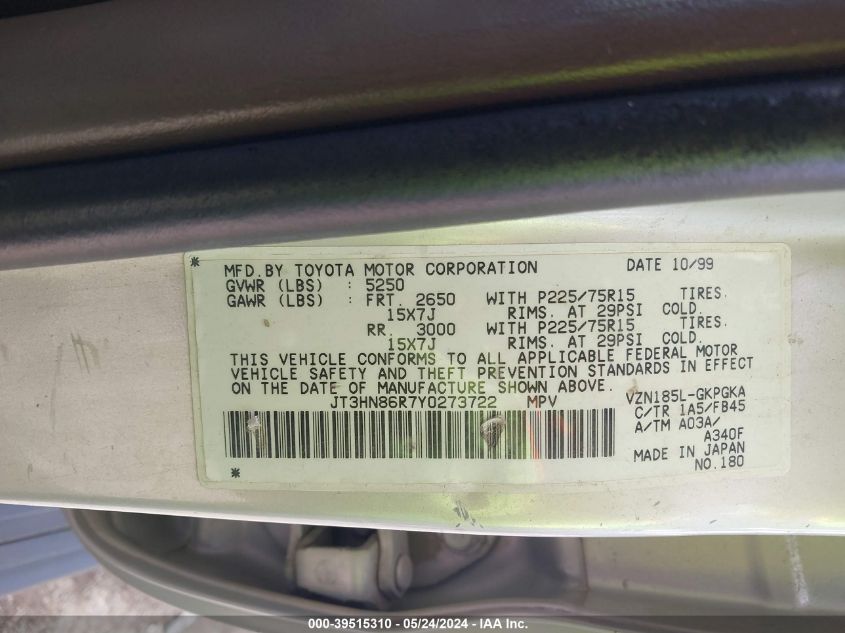 * MFD.BY TOYOTA MOTOR CORPORATION DATE 10/99
GVWR (LBS) : 5250
GAWR (LBS) : FRT. 2650 WITH P225/75R15 TIRES.
15X7J RIMS. AT 29PSI COLD.
RR. 3000 WITH P225/75R15 TIRES.
15X7J RIMS. AT 29PSI COLD.
THIS VEHICLE CONFORMS TO ALL APPLICABLE FEDERAL MOTOR
VEHICLE SAFETY AND THEFT PREVENTION STANDARDS IN EFFECT
ON THE DATE OF MANUFACTURE SHOWN ABOVE.
JT3HN86R7Y0273722 MPV VZN185L-GKPGKA
C/TR 1A5/FB45
A/TM A03A/
A340F
MADE IN JAPAN
* NO.180
000-39515310 - 05/24/2024 - IAA Inc.